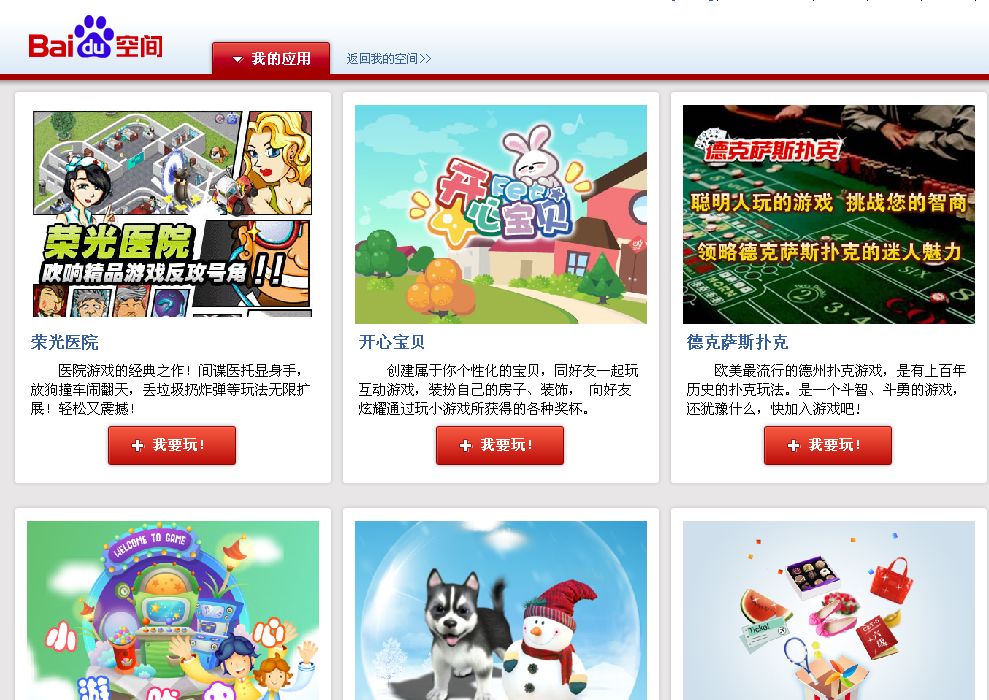 Bai du 空间
我的应用
返回我的空间>>
荣光医院
吹响精品游戏反攻号角!!
开
心宝贝
Pet
德克萨斯扑克
聪明人玩的游戏 挑战您的智商
领略德克萨斯扑克的迷人魅力
荣光医院
医院游戏的经典之作！间谍医托显身手，
放狗撞车闹翻天，丢垃圾扔炸弹等玩法无限扩
展！轻松又震撼！
+ 我要玩!
开心宝贝
创建属于你个性化的宝贝，同好友一起玩
互动游戏，装扮自己的房子、装饰， 向好友
炫耀通过玩小游戏所获得的各种奖杯。
+ 我要玩!
德克萨斯扑克
欧美最流行的德州扑克游戏，是有上百年
历史的扑克玩法。是一个斗智、斗勇的游戏，
还犹豫什么，快加入游戏吧！
+ 我要玩!
WELCOME TO GAME
小
心
游
Ticket